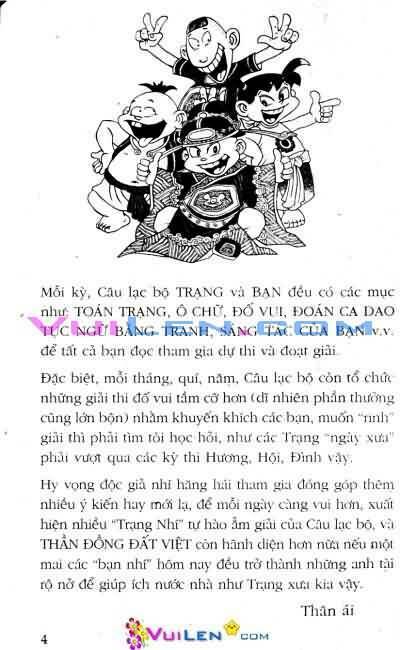 Mỗi kỳ, Câu lạc bộ TRẠNG và BẠN đều có các mục
như: TOÁN TRẠNG, Ô CHỮ, ĐỐ VUI, ĐOÁN CA DAO
TỤC NGỮ BẰNG TRANH, SÁNG TÁC CỦA BẠN v.v.
để tất cả bạn đọc tham gia dự thi và đoạt giải.
Đặc biệt, mỗi tháng, quí, năm, Câu lạc bộ còn tổ chức
những giải thi đố vui tầm cỡ hơn (dĩ nhiên phần thưởng
cũng lớn bộn) nhằm khuyến khích các bạn, muốn "rinh"
giải thì phải tìm tòi học hỏi, như các Trạng "ngày xưa"
phải vượt qua các kỳ thi Hương, Hội, Đình vậy.
Hy vọng độc giả nhí hăng hái tham gia đóng góp thêm
nhiều ý kiến hay mới lạ, để mỗi ngày càng vui hơn, xuất
hiện nhiều "Trạng Nhí" tự hào ẵm giải của Câu lạc bộ, và
THẦN ĐỒNG ĐẤT VIỆT còn hãnh diện hơn nữa nếu một
mai các "bạn nhí" hôm nay đều trở thành những anh tài
rộ nở để giúp ích nước nhà như Trạng xưa kia vậy.
Thân ái
4
VUILEN.COM
VUILEN.COM